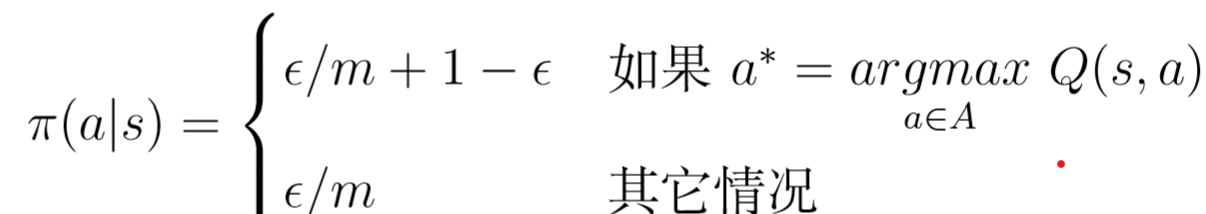 π(a|s) = { ϵ/m + 1 − ϵ 如果 a* = argmax_{a∈A} Q(s, a)
ϵ/m 其它情况